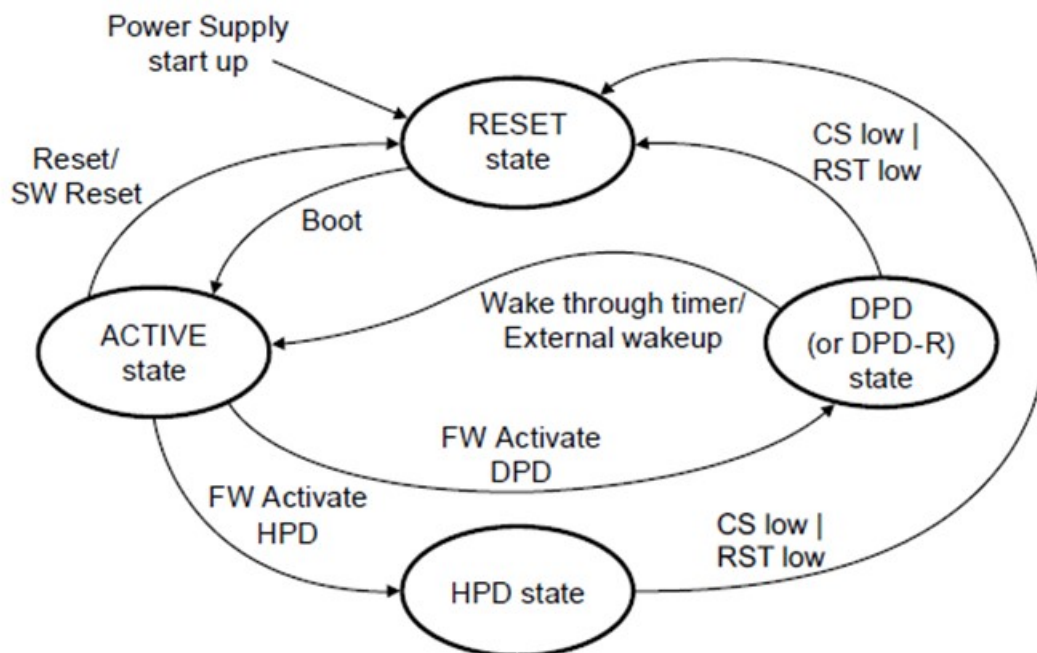 Power Supply
start up
RESET
state
CS low |
RST low
Reset/
SW Reset
Boot
Wake through timer/
External wakeup
DPD
(or DPD-R)
state
ACTIVE
state
FW Activate
DPD
FW Activate
HPD
CS low |
RST low
HPD state